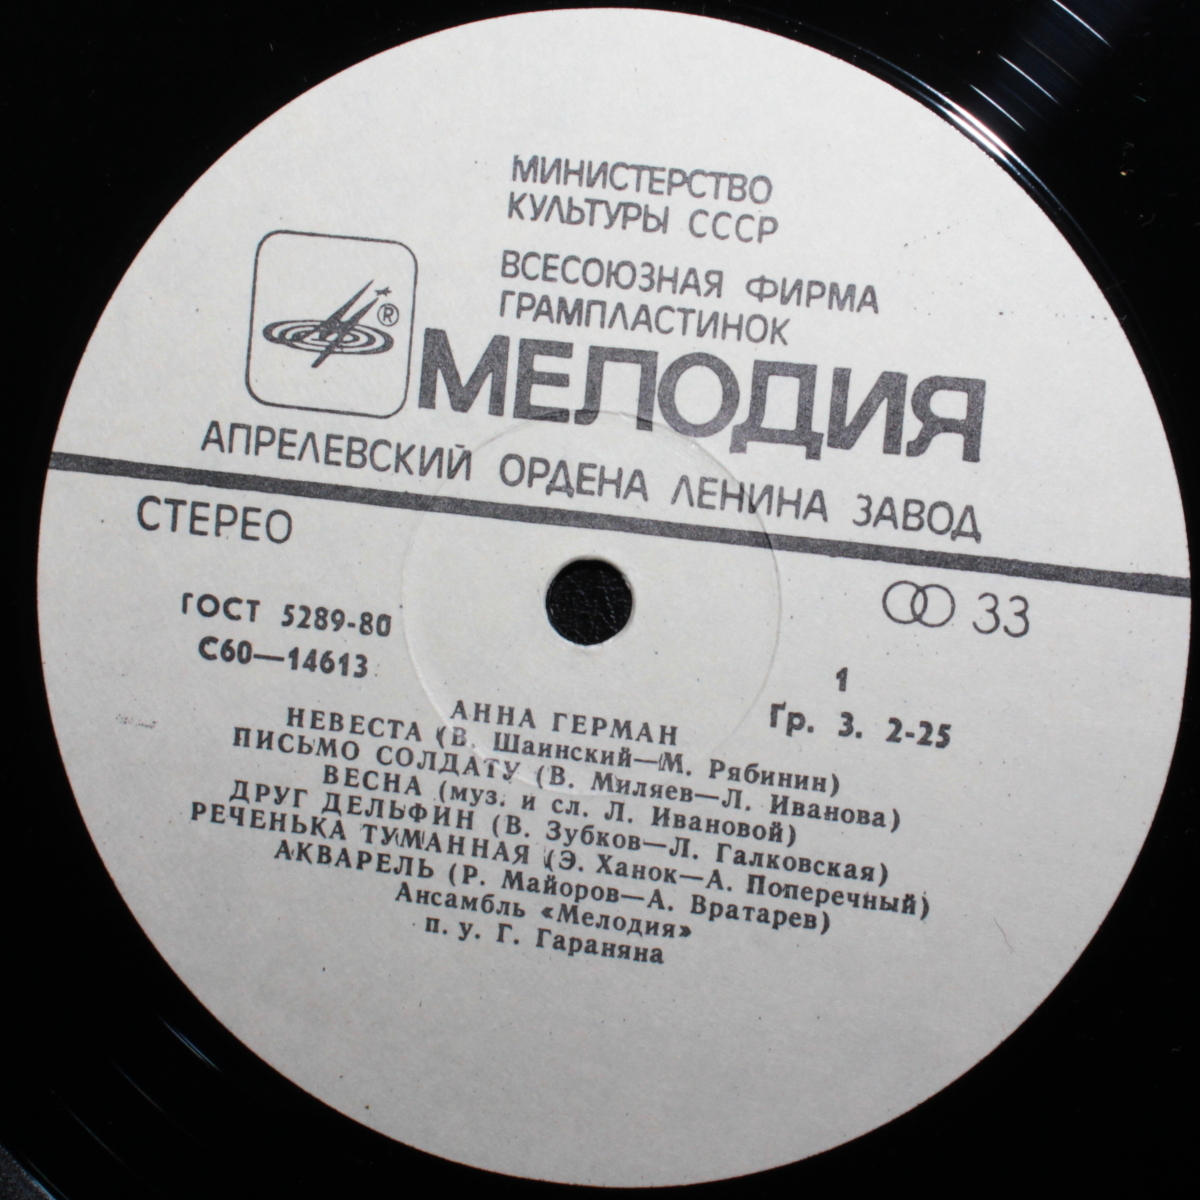 МИНИСТЕРСТВО
КУЛЬТУРЫ СССР
ВСЕСОЮЗНАЯ ФИРМА
ГРАМПЛАСТИНОК
®
МЕЛОДИЯ
АПРЕЛЕВСКИЙ ОРДЕНА ЛЕНИНА ЗАВОД
СТЕРЕО
33
ГОСТ 5289-80
С60—14613
1
Гр. 3. 2-25
АННА ГЕРМАН
НЕВЕСТА (В. Шаинский—М. Рябинин)
ПИСЬМО СОЛДАТУ (В. Миляев—Л. Иванова)
ВЕСНА (муз. и сл. Л. Ивановой)
ДРУГ ДЕЛЬФИН (В. Зубков—Л. Галковская)
РЕЧЕНЬКА ТУМАННАЯ (Э. Ханок—А. Поперечный)
АКВАРЕЛЬ (Р. Майоров—А. Вратарев)
Ансамбль «Мелодия»
п. у. Г. Гараняна